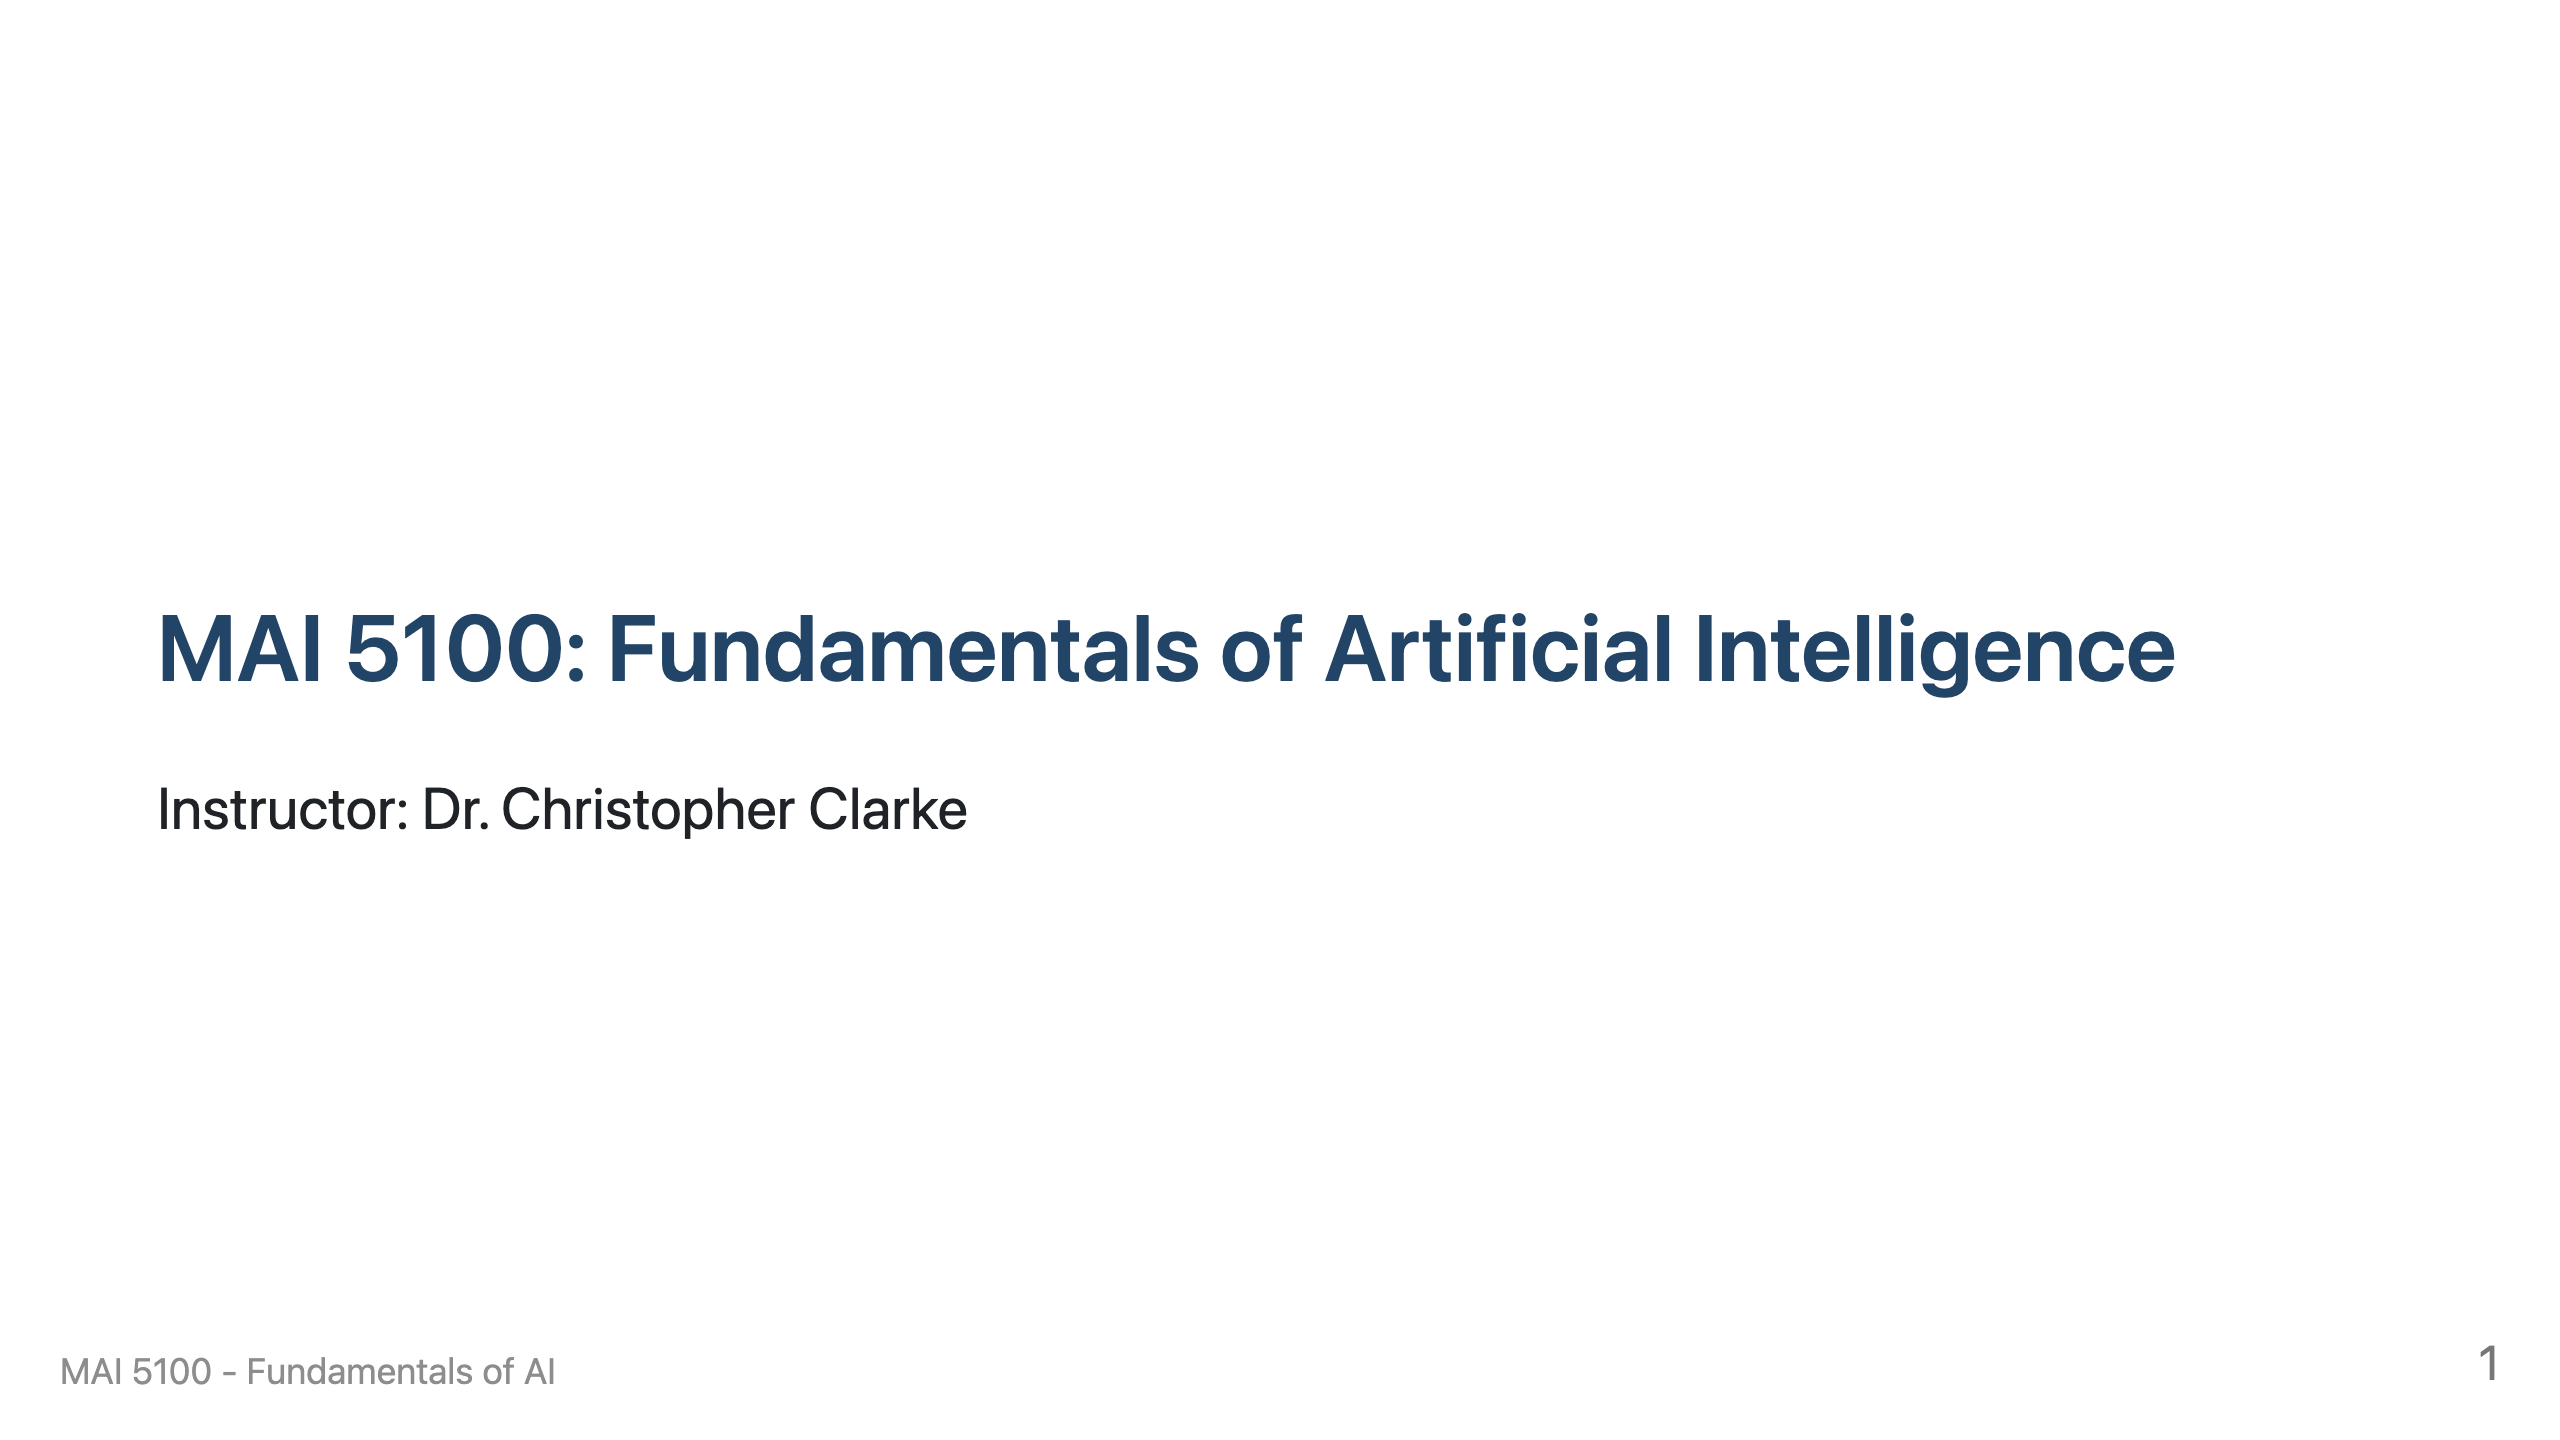 MAI 5100: Fundamentals of Artificial Intelligence
Instructor: Dr. Christopher Clarke
MAI 5100 - Fundamentals of AI
1